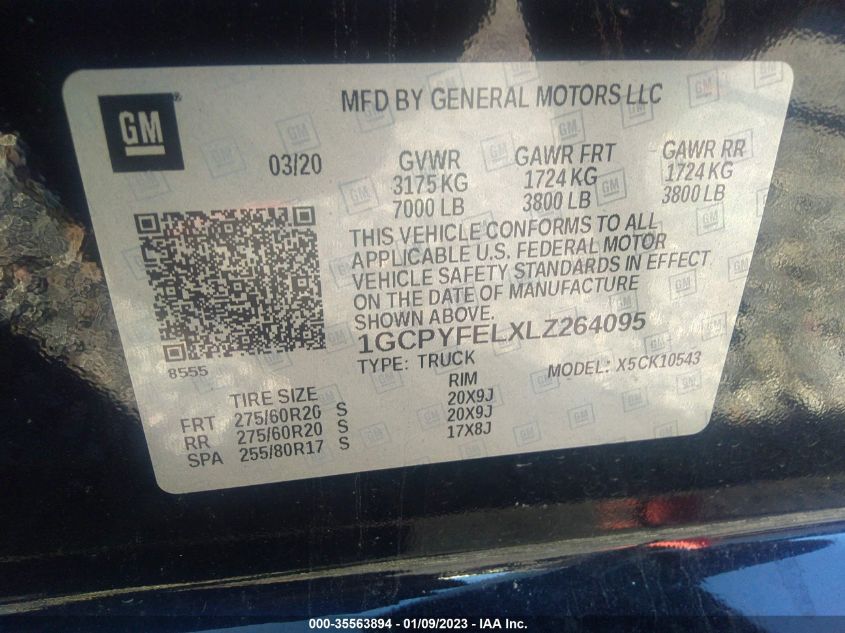 GM
MFD BY GENERAL MOTORS LLC
03/20
GVWR GAWR FRT GAWR RR
3175 KG 1724 KG 1724 KG
7000 LB 3800 LB 3800 LB
THIS VEHICLE CONFORMS TO ALL
APPLICABLE U.S. FEDERAL MOTOR
VEHICLE SAFETY STANDARDS IN EFFECT
ON THE DATE OF MANUFACTURE
SHOWN ABOVE.
1GCPYFELXLZ264095
8555
TYPE: TRUCK MODEL: X5CK10543
TIRE SIZE RIM
FRT 275/60R20 S 20X9J
RR 275/60R20 S 20X9J
SPA 255/80R17 S 17X8J
000-35563894 - 01/09/2023 - IAA Inc.